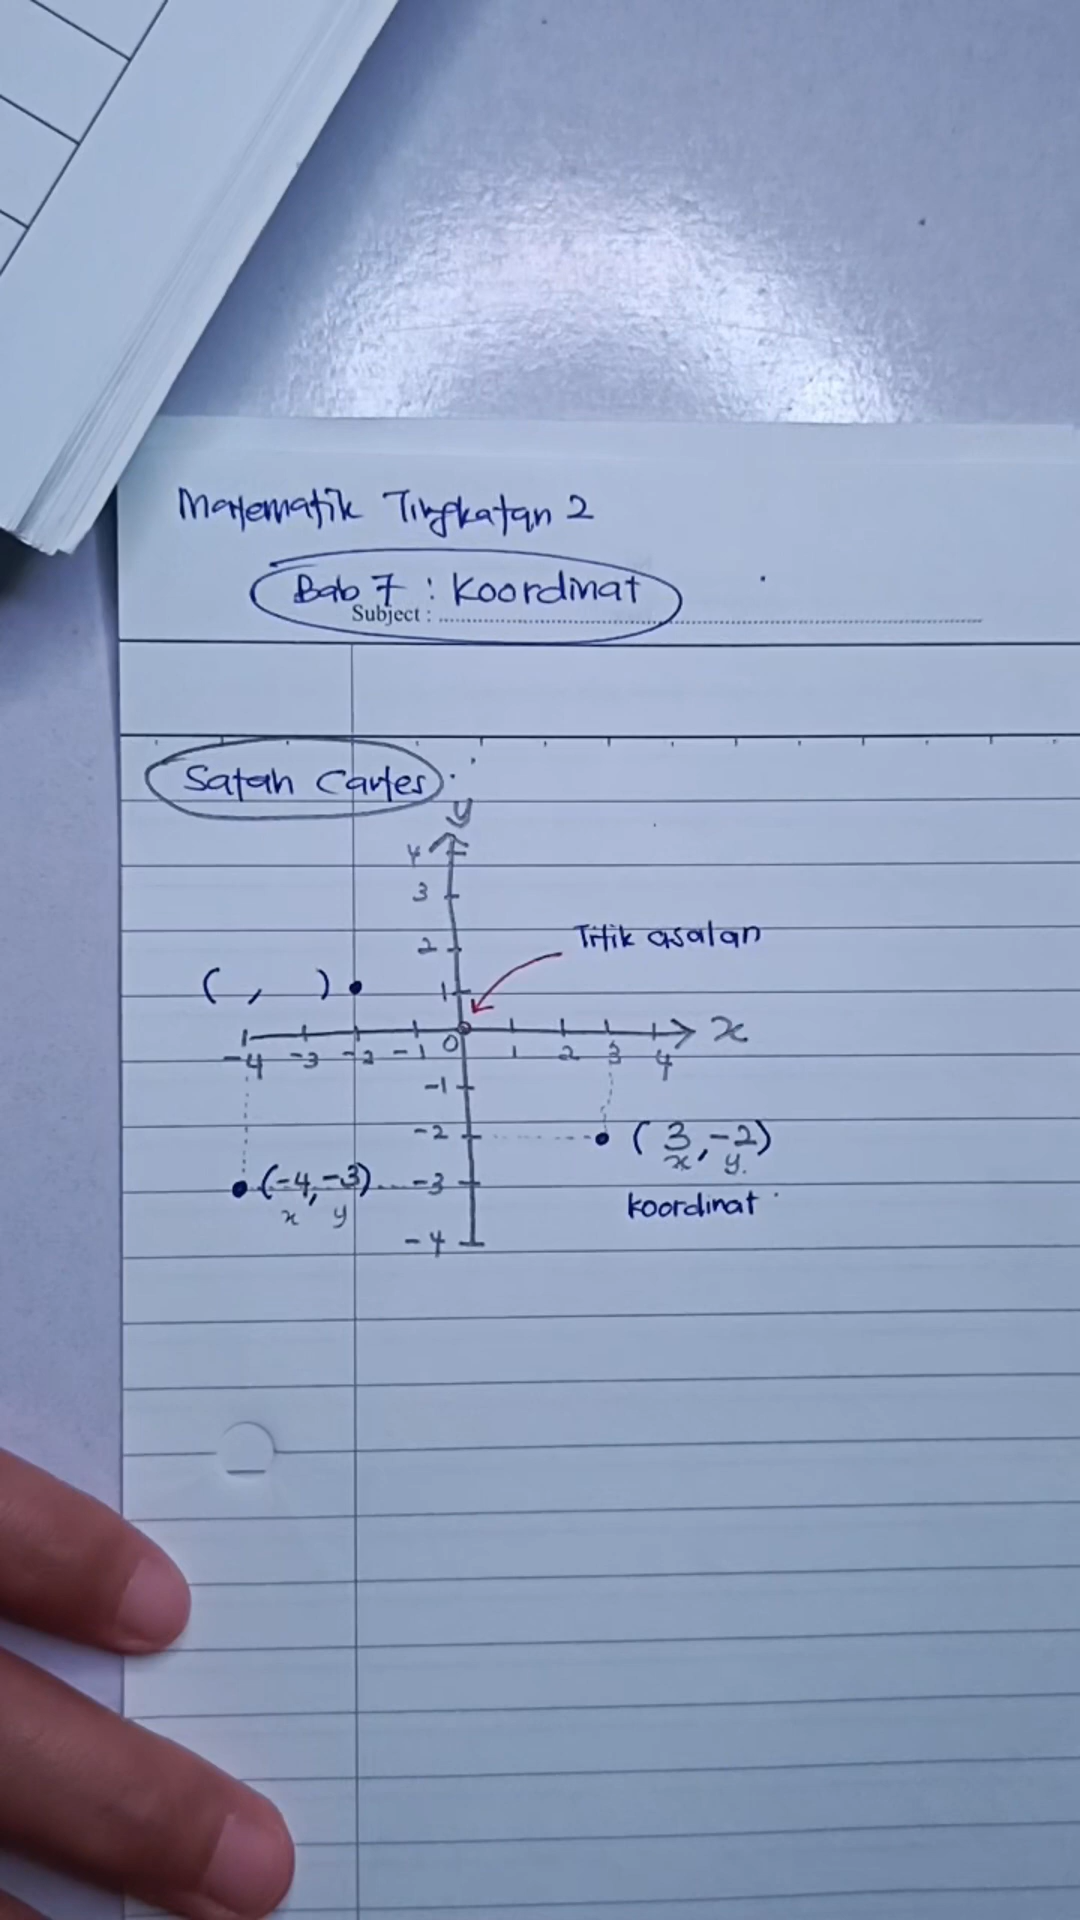 Matematik Tingkatan 2
Bab 7 : Koordinat
Subject :
Satah Cartes
y
4
3
2
Titik asalan
( , )
1
x
-4 -3 -2 -1 0 1 2 3 4
-1
-2
(3, -2)
x y
(-4, -3)
-3
x y
koordinat
-4